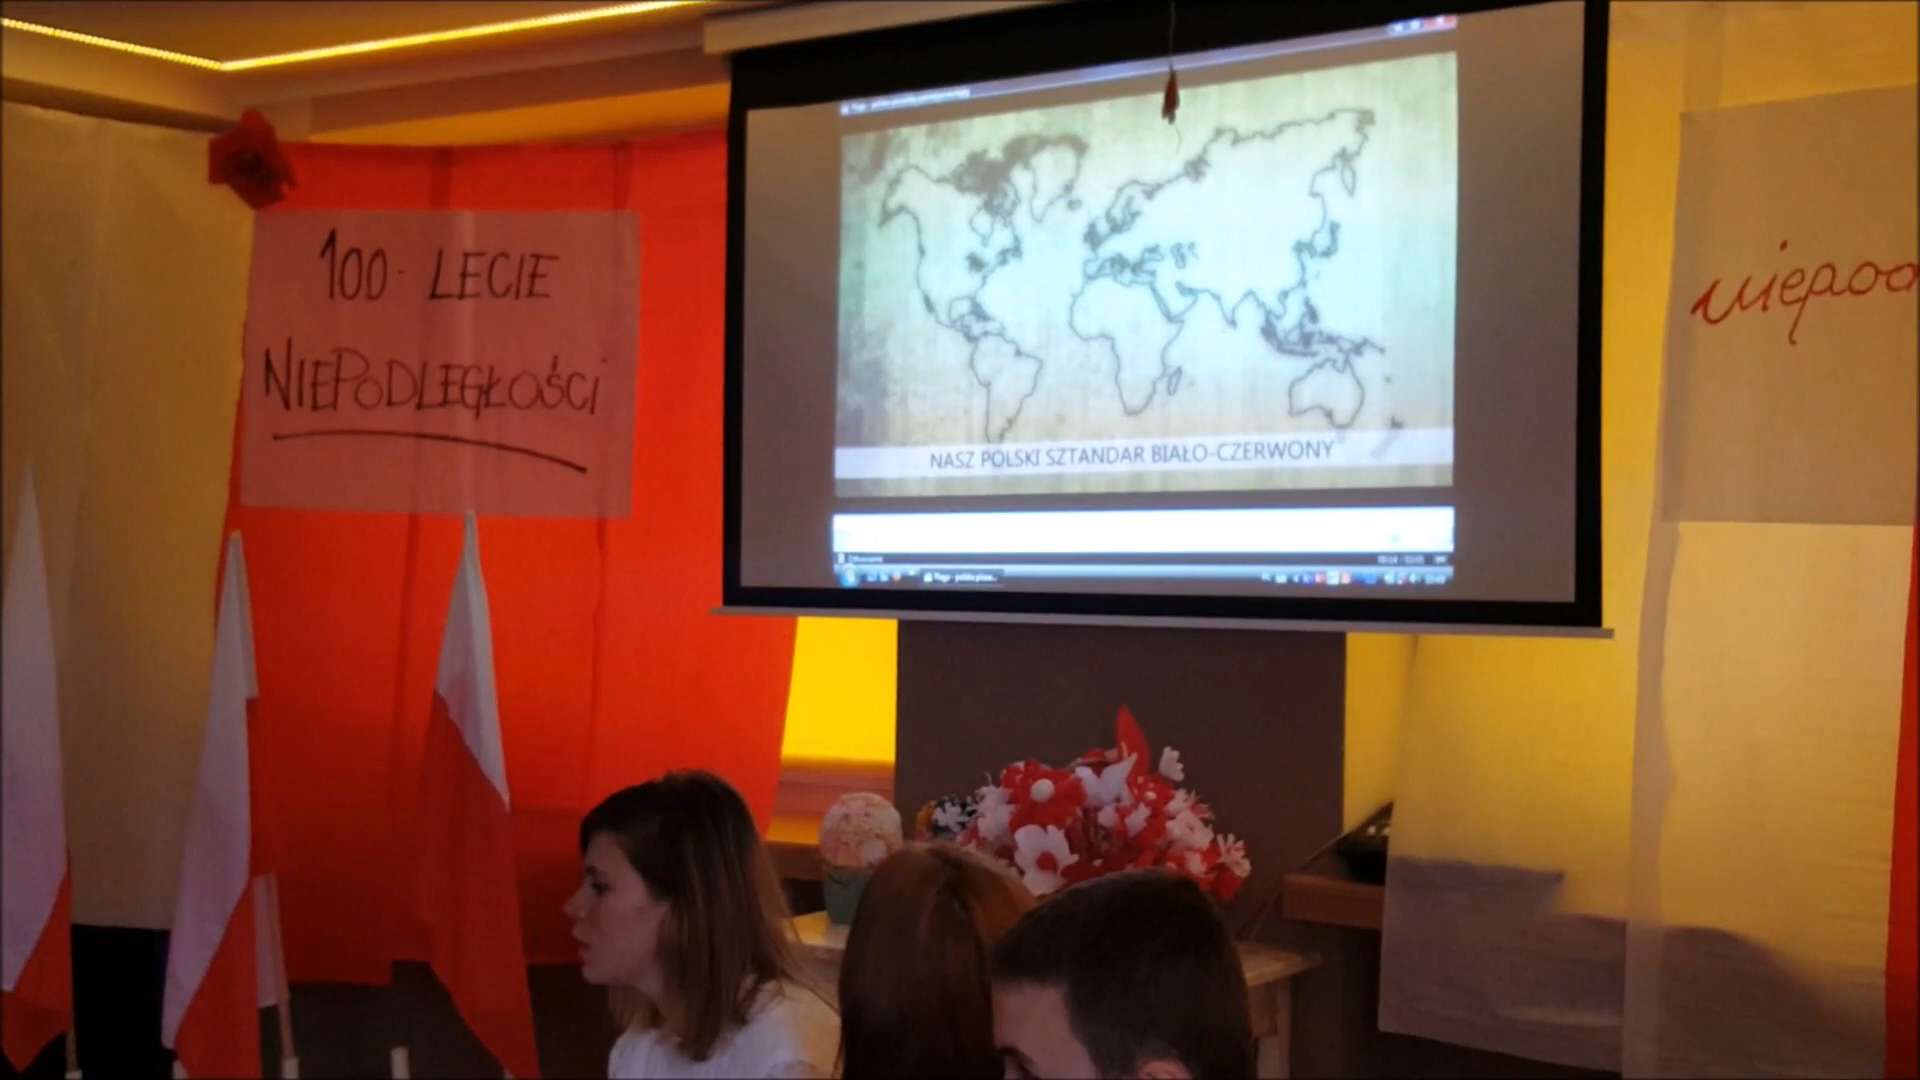 100-LECIE
NIEPODLEGŁOŚCI
NASZ POLSKI SZTANDAR BIAŁO-CZERWONY
niepod